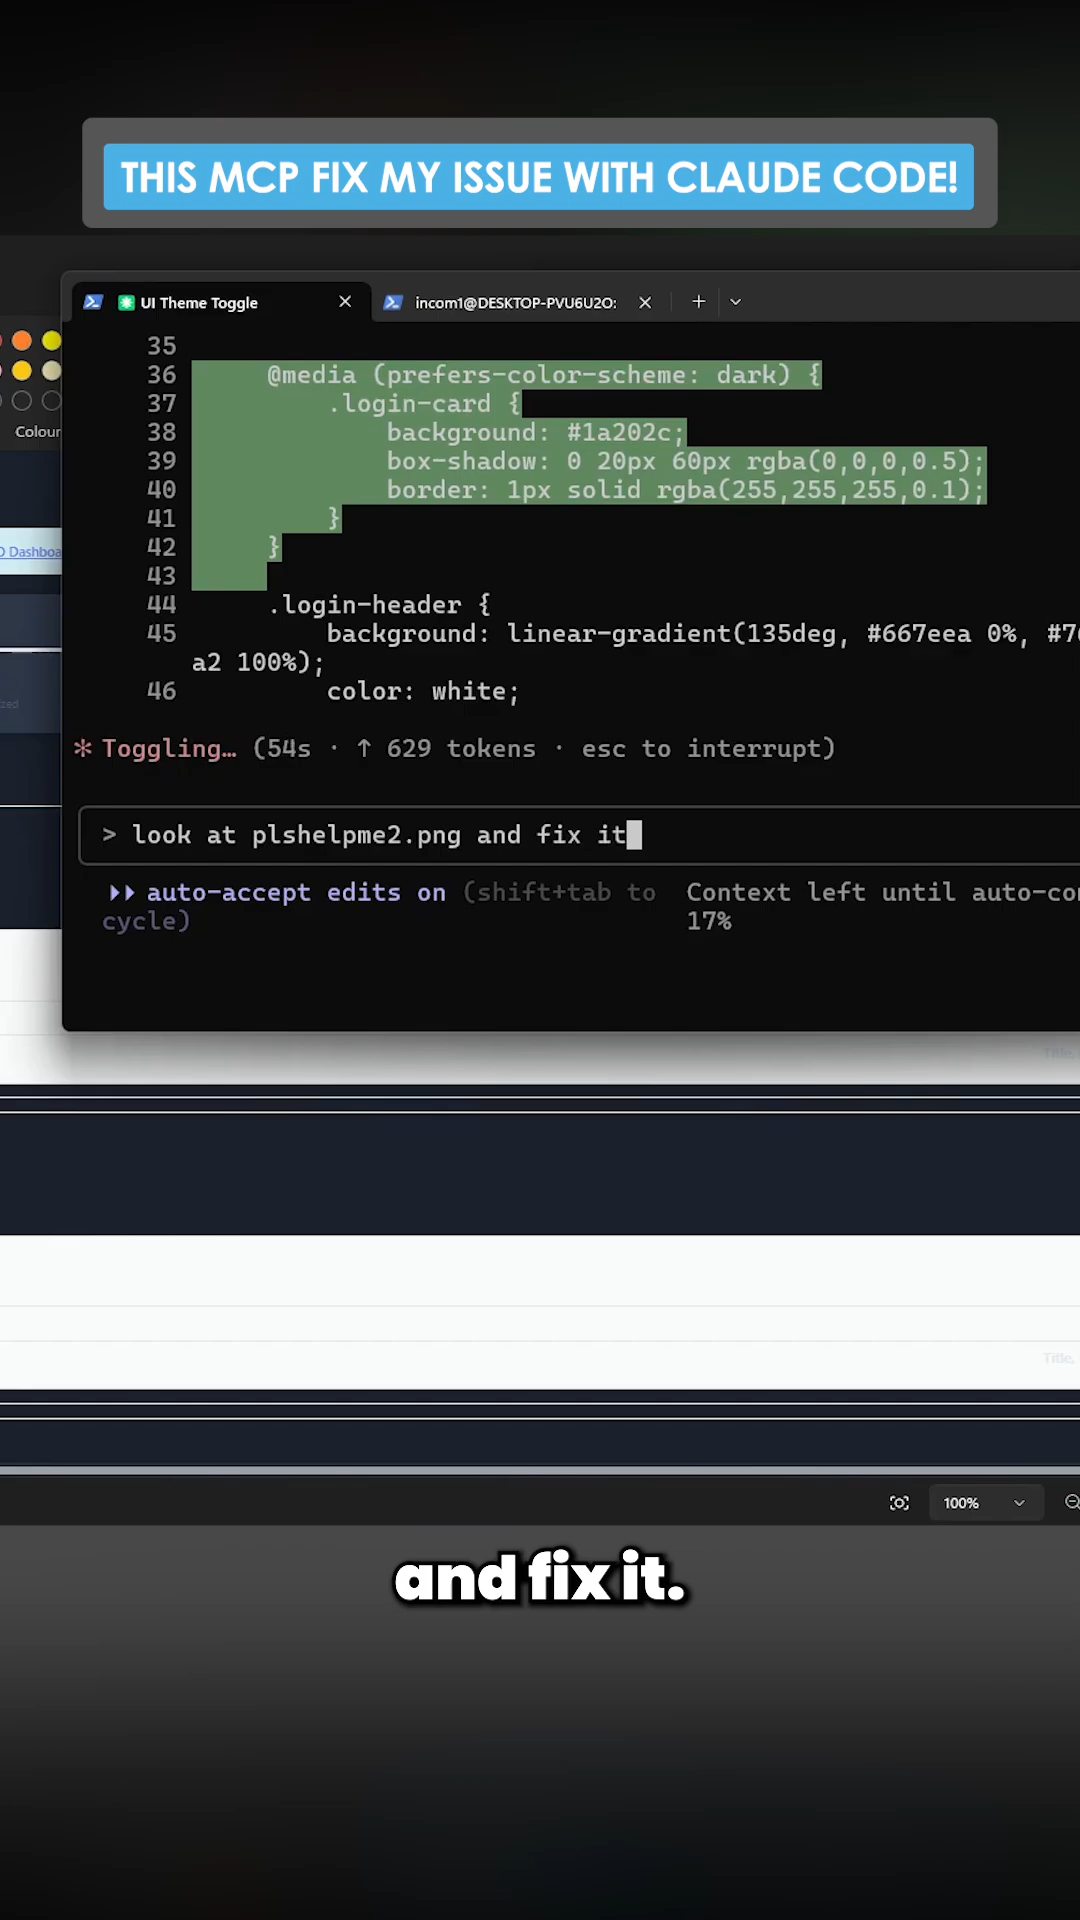 THIS MCP FIX MY ISSUE WITH CLAUDE CODE!
UI Theme Toggle
incom1@DESKTOP-PVU6U2O:
Colour
35
36 @media (prefers-color-scheme: dark) {
37 .login-card {
38 background: #1a202c;
39 box-shadow: 0 20px 60px rgba(0,0,0,0.5);
40 border: 1px solid rgba(255,255,255,0.1);
41 }
42 }
43
44 .login-header {
45 background: linear-gradient(135deg, #667eea 0%, #7
a2 100%);
46 color: white;
* Toggling… (54s · ↑ 629 tokens · esc to interrupt)
> look at plshelpme2.png and fix it
auto-accept edits on (shift+tab to Context left until auto-co
cycle) 17%
Title,
Title,
100%
and fix it.